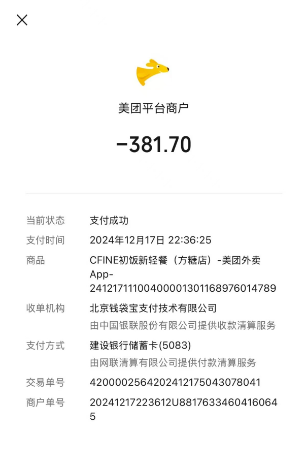 美团平台商户
-381.70
当前状态 支付成功
支付时间 2024年12月17日 22:36:25
商品 CFINE初饭新轻餐（方糖店）-美团外卖
App-
24121711100400001301168976014789
收单机构 北京钱袋宝支付技术有限公司
由中国银联股份有限公司提供收款清算服务
支付方式 建设银行储蓄卡(5083)
由网联清算有限公司提供付款清算服务
交易单号 4200002564202412175043078041
商户单号 20241217223612U8817633460416064
5